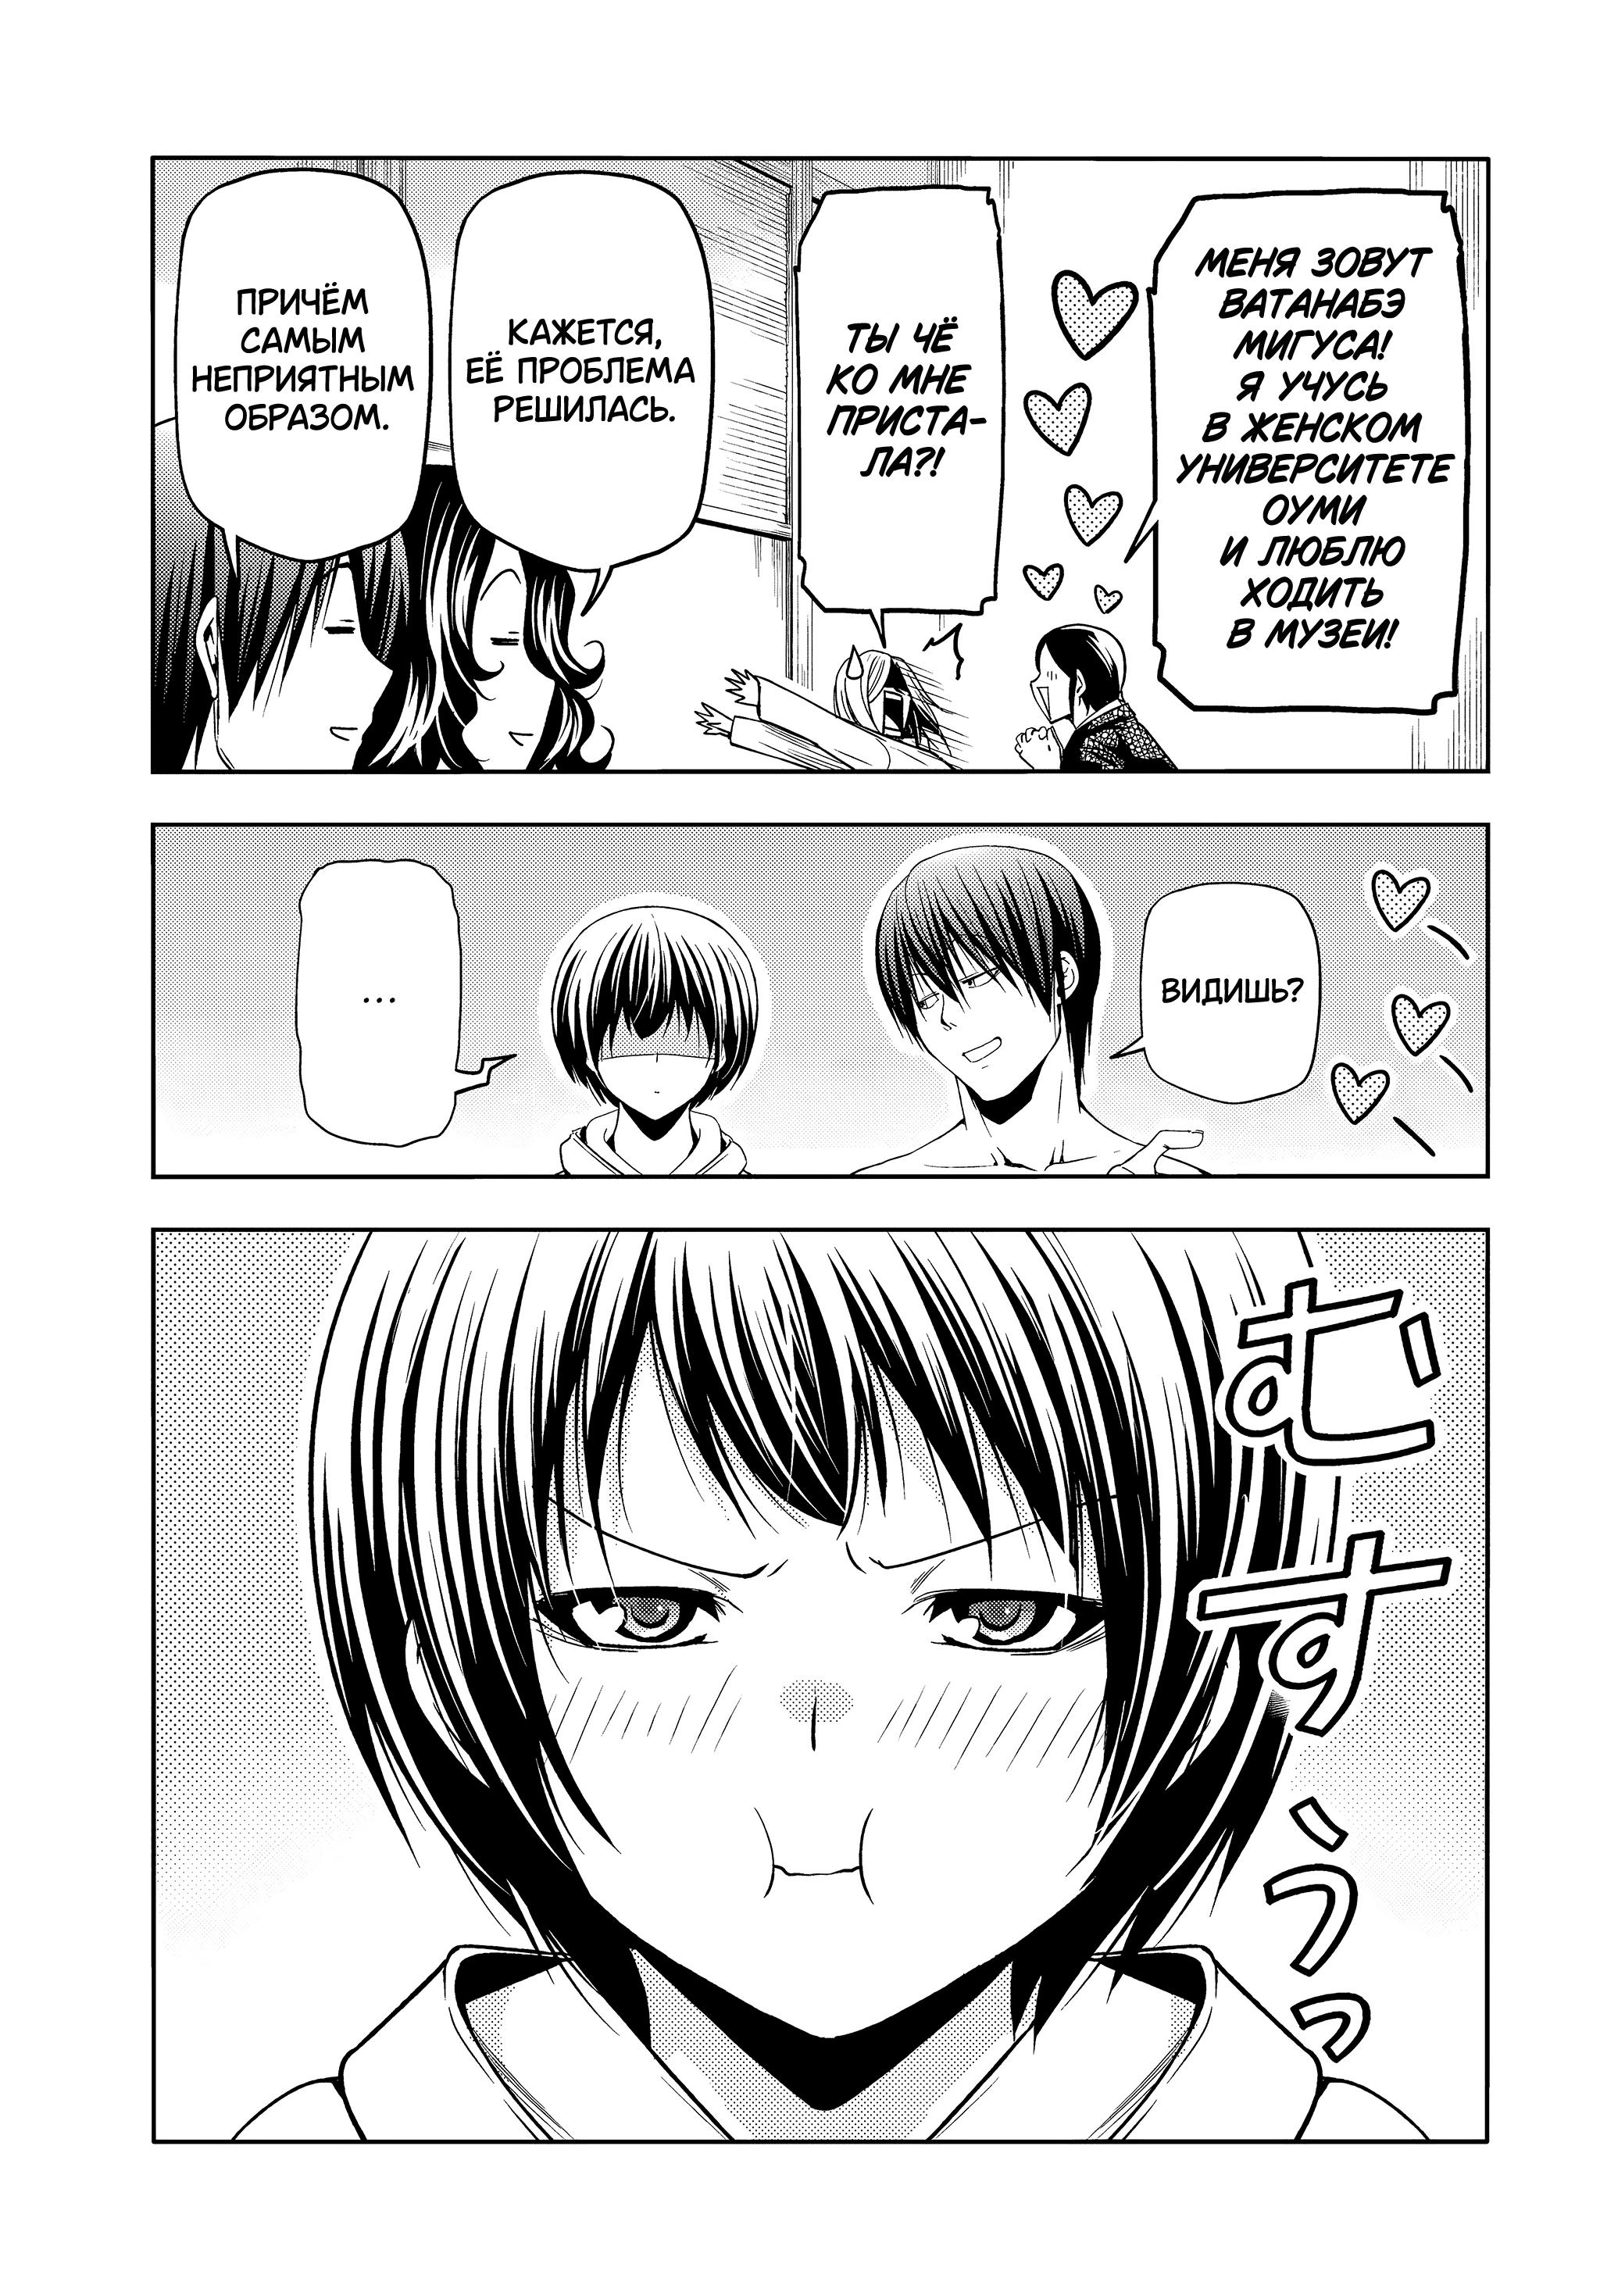 МЕНЯ ЗОВУТ
ВАТАНАБЭ
МИГУСА!
Я УЧУСЬ
В ЖЕНСКОМ
УНИВЕРСИТЕТЕ
ОУМИ
И ЛЮБЛЮ
ХОДИТЬ
В МУЗЕИ!
ТЫ ЧЁ
КО МНЕ
ПРИСТА-
ЛА?!
КАЖЕТСЯ,
ЕЁ ПРОБЛЕМА
РЕШИЛАСЬ.
ПРИЧЁМ
САМЫМ
НЕПРИЯТНЫМ
ОБРАЗОМ.
ВИДИШЬ?
...
むすぅっ